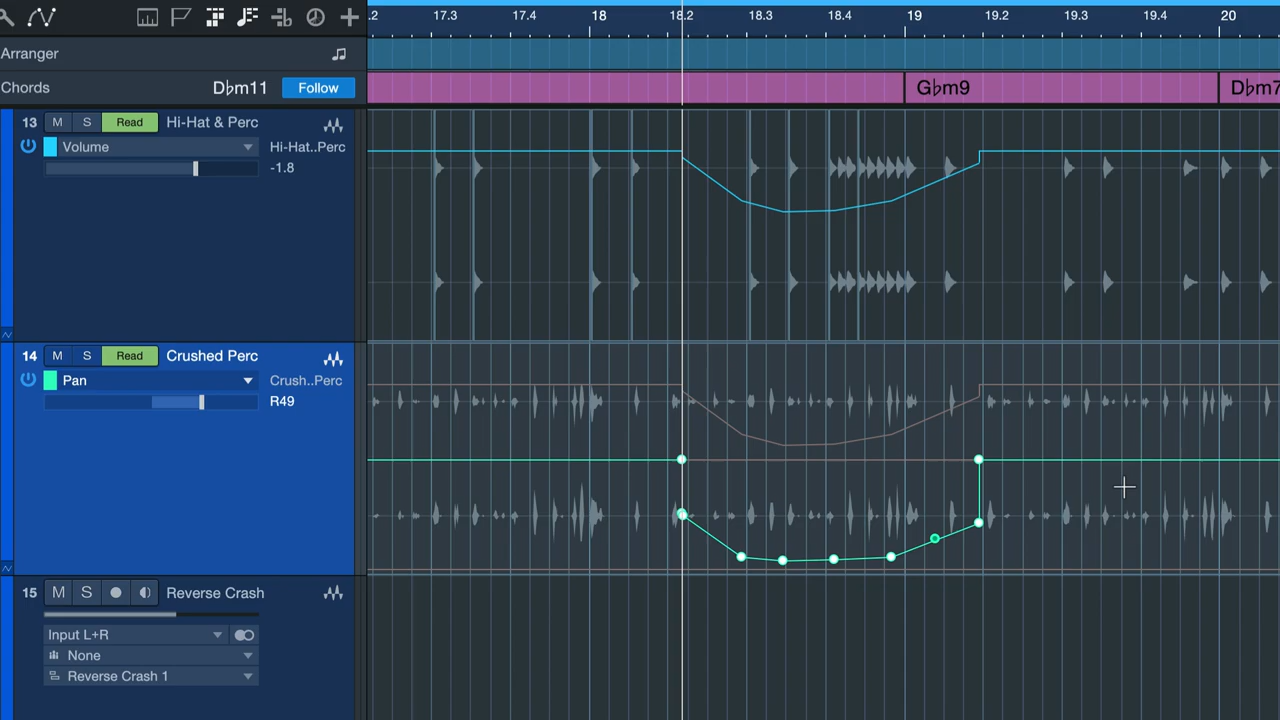 .2 17.3 17.4 18 18.2 18.3 18.4 19 19.2 19.3 19.4 20
Arranger
Chords D♭m11 Follow G♭m9 D♭m7
13 M S Read Hi-Hat & Perc
Volume Hi-Hat..Perc
-1.8
14 M S Read Crushed Perc
Pan Crush..Perc
R49
15 M S Reverse Crash
Input L+R
None
Reverse Crash 1